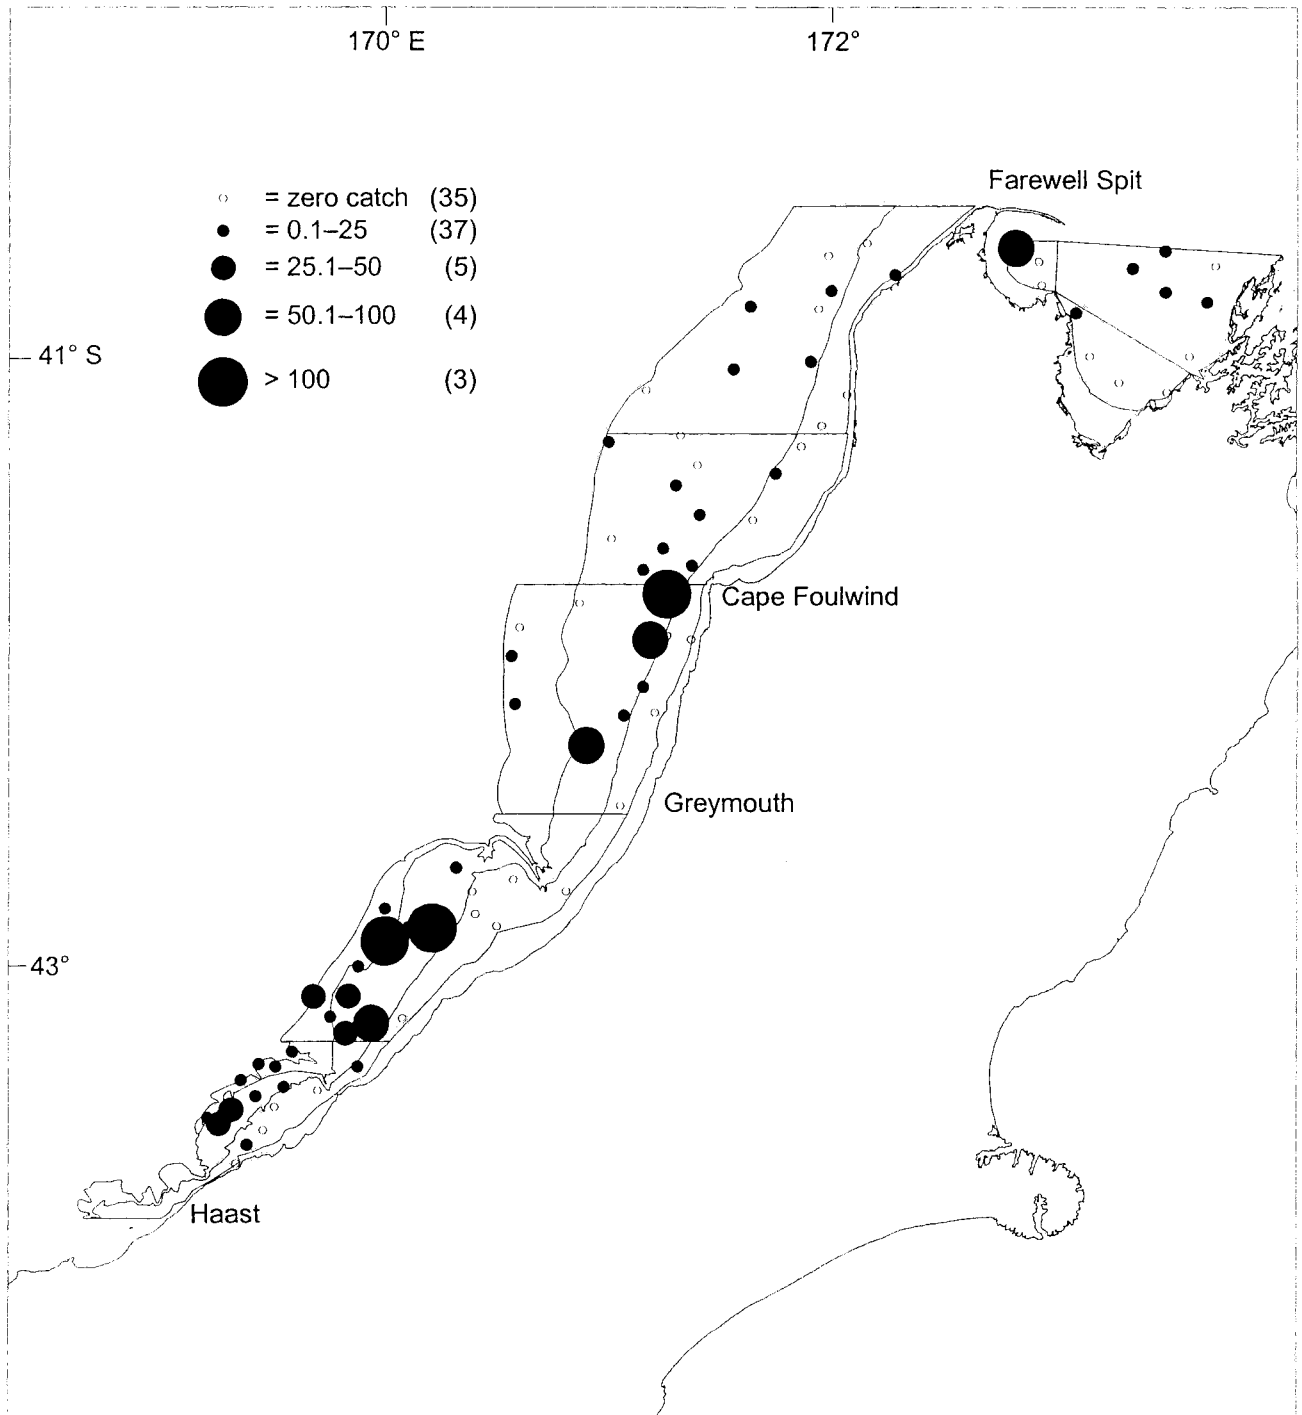 170° E 172°
Farewell Spit
= zero catch (35)
= 0.1–25 (37)
= 25.1–50 (5)
= 50.1–100 (4)
> 100 (3)
41° S
Cape Foulwind
Greymouth
43°
Haast